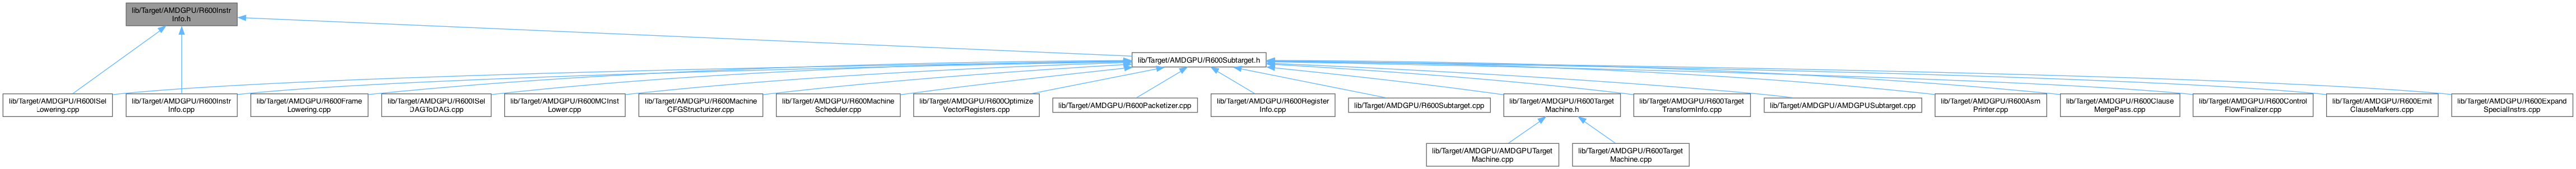 lib/Target/AMDGPU/R600Instr
Info.h
lib/Target/AMDGPU/R600Subtarget.h
lib/Target/AMDGPU/R600ISel
Lowering.cpp
lib/Target/AMDGPU/R600Instr
Info.cpp
lib/Target/AMDGPU/R600Frame
Lowering.cpp
lib/Target/AMDGPU/R600ISel
DAGToDAG.cpp
lib/Target/AMDGPU/R600MCInst
Lower.cpp
lib/Target/AMDGPU/R600Machine
CFGStructurizer.cpp
lib/Target/AMDGPU/R600Machine
Scheduler.cpp
lib/Target/AMDGPU/R600Optimize
VectorRegisters.cpp
lib/Target/AMDGPU/R600Packetizer.cpp
lib/Target/AMDGPU/R600Register
Info.cpp
lib/Target/AMDGPU/R600Subtarget.cpp
lib/Target/AMDGPU/R600Target
Machine.h
lib/Target/AMDGPU/R600Target
TransformInfo.cpp
lib/Target/AMDGPU/AMDGPUSubtarget.cpp
lib/Target/AMDGPU/R600Asm
Printer.cpp
lib/Target/AMDGPU/R600Clause
MergePass.cpp
lib/Target/AMDGPU/R600Control
FlowFinalizer.cpp
lib/Target/AMDGPU/R600Emit
ClauseMarkers.cpp
lib/Target/AMDGPU/R600Expand
SpecialInstrs.cpp
lib/Target/AMDGPU/AMDGPUTarget
Machine.cpp
lib/Target/AMDGPU/R600Target
Machine.cpp